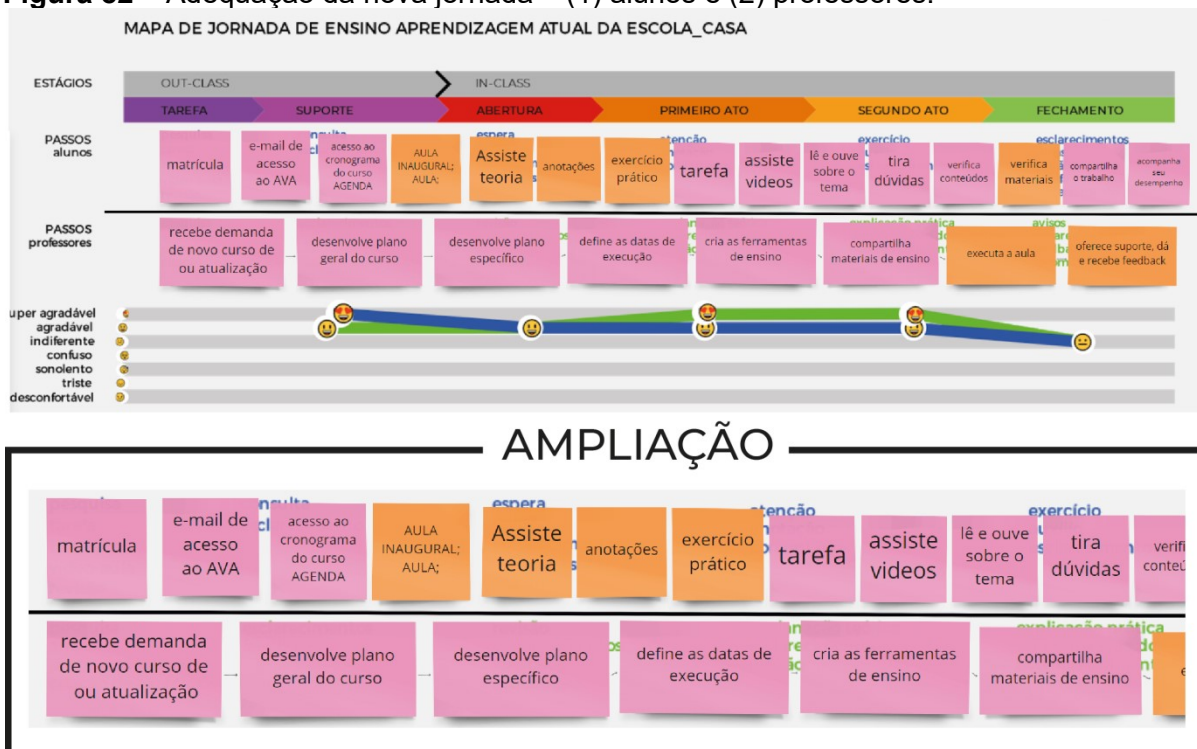 Adequação da nova jornada – (1) alunos e (2) professores.
MAPA DE JORNADA DE ENSINO APRENDIZAGEM ATUAL DA ESCOLA_CASA
ESTÁGIOS
OUT-CLASS
IN-CLASS
TAREFA
SUPORTE
ABERTURA
PRIMEIRO ATO
SEGUNDO ATO
FECHAMENTO
PASSOS
alunos
espera
atenção
exercício
esclarecimentos
matrícula
e-mail de
acesso
ao AVA
acesso ao
cronograma
do curso
AGENDA
AULA
INAUGURAL;
AULA;
Assiste
teoria
anotações
exercício
prático
tarefa
assiste
videos
lê e ouve
sobre o
tema
tira
dúvidas
verifica
conteúdos
verifica
materiais
compartilha
o trabalho
acompanha
seu
desempenho
PASSOS
professores
explicação prática
avisos
recebe demanda
de novo curso de
ou atualização
desenvolve plano
geral do curso
desenvolve plano
específico
define as datas de
execução
cria as ferramentas
de ensino
compartilha
materiais de ensino
executa a aula
oferece suporte, dá
e recebe feedback
uper agradável
agradável
indiferente
confuso
sonolento
triste
desconfortável
AMPLIAÇÃO
espera
exercício
matrícula
e-mail de
acesso
ao AVA
acesso ao
cronograma
do curso
AGENDA
AULA
INAUGURAL;
AULA;
Assiste
teoria
anotações
exercício
prático
tarefa
assiste
videos
lê e ouve
sobre o
tema
tira
dúvidas
verifi
conteú
recebe demanda
de novo curso de
ou atualização
desenvolve plano
geral do curso
desenvolve plano
específico
define as datas de
execução
cria as ferramentas
de ensino
compartilha
materiais de ensino